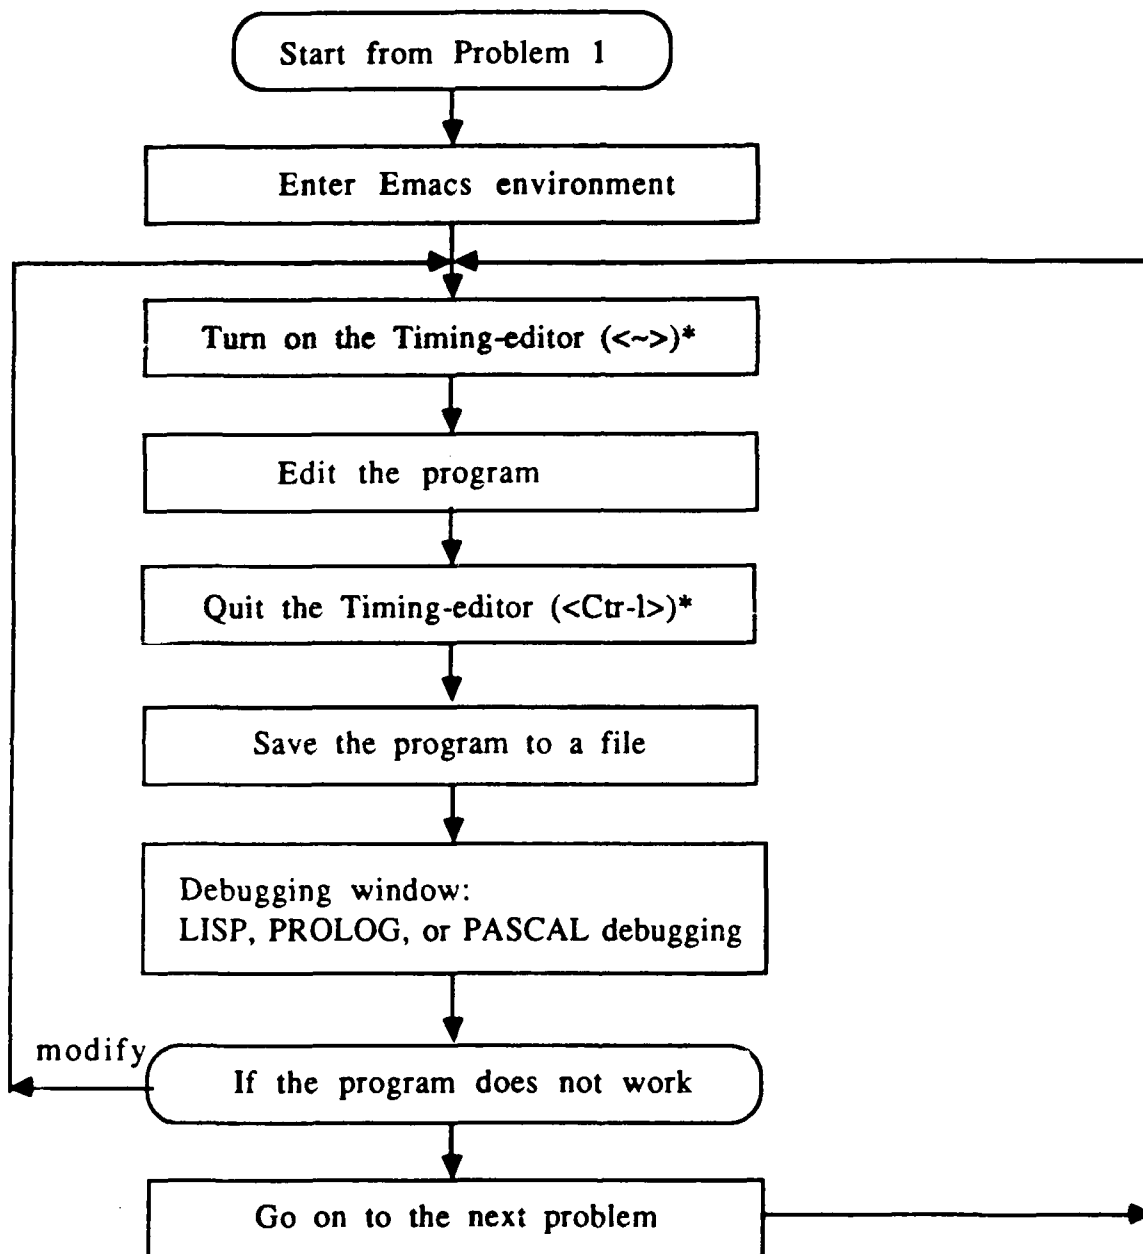 Start from Problem 1
Enter Emacs environment
Turn on the Timing-editor (<~>)*
Edit the program
Quit the Timing-editor (<Ctr-l>)*
Save the program to a file
Debugging window:
LISP, PROLOG, or PASCAL debugging
modify
If the program does not work
Go on to the next problem